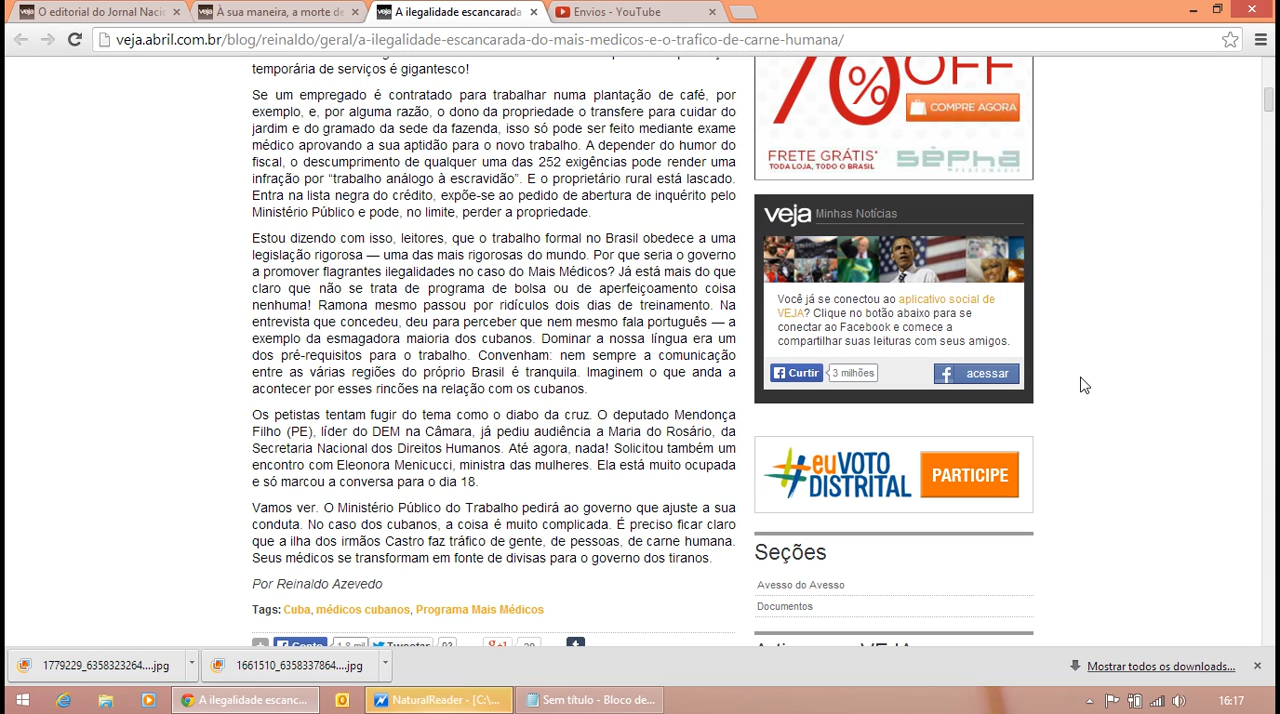 O editorial do Jornal Naci
À sua maneira, a morte de
A ilegalidade escancarada
Envios - YouTube
veja.abril.com.br/blog/reinaldo/geral/a-ilegalidade-escancarada-do-mais-medicos-e-o-trafico-de-carne-humana/
temporária de serviços é gigantesco!
Se um empregado é contratado para trabalhar numa plantação de café, por
exemplo, e, por alguma razão, o dono da propriedade o transfere para cuidar do
jardim e do gramado da sede da fazenda, isso só pode ser feito mediante exame
médico aprovando a sua aptidão para o novo trabalho. A depender do humor do
fiscal, o descumprimento de qualquer uma das 252 exigências pode render uma
infração por “trabalho análogo à escravidão”. E o proprietário rural está lascado.
Entra na lista negra do crédito, expõe-se ao pedido de abertura de inquérito pelo
Ministério Público e pode, no limite, perder a propriedade.
Estou dizendo com isso, leitores, que o trabalho formal no Brasil obedece a uma
legislação rigorosa — uma das mais rigorosas do mundo. Por que seria o governo
a promover flagrantes ilegalidades no caso do Mais Médicos? Já está mais do que
claro que não se trata de programa de bolsa ou de aperfeiçoamento coisa
nenhuma! Ramona mesmo passou por ridículos dois dias de treinamento. Na
entrevista que concedeu, deu para perceber que nem mesmo fala português — a
exemplo da esmagadora maioria dos cubanos. Dominar a nossa língua era um
dos pré-requisitos para o trabalho. Convenham: nem sempre a comunicação
entre as várias regiões do próprio Brasil é tranquila. Imaginem o que anda a
acontecer por esses rincões na relação com os cubanos.
Os petistas tentam fugir do tema como o diabo da cruz. O deputado Mendonça
Filho (PE), líder do DEM na Câmara, já pediu audiência a Maria do Rosário, da
Secretaria Nacional dos Direitos Humanos. Até agora, nada! Solicitou também um
encontro com Eleonora Menicucci, ministra das mulheres. Ela está muito ocupada
e só marcou a conversa para o dia 18.
Vamos ver. O Ministério Público do Trabalho pedirá ao governo que ajuste a sua
conduta. No caso dos cubanos, a coisa é muito complicada. É preciso ficar claro
que a ilha dos irmãos Castro faz tráfico de gente, de pessoas, de carne humana.
Seus médicos se transformam em fonte de divisas para o governo dos tiranos.
Por Reinaldo Azevedo
Tags: Cuba, médicos cubanos, Programa Mais Médicos
70% OFF
COMPRE AGORA
FRETE GRÁTIS*
TODA LOJA, TODO O BRASIL
sépha
PERFUMARIA
veja Minhas Notícias
Você já se conectou ao aplicativo social de
VEJA? Clique no botão abaixo para se
conectar ao Facebook e comece a
compartilhar suas leituras com seus amigos.
Curtir 3 milhões acessar
#euVOTO
DISTRITAL
PARTICIPE
Seções
Avesso do Avesso
Documentos
1779229_6358323264....jpg
1661510_6358337864....jpg
Mostrar todos os downloads...
A ilegalidade escanc...
NaturalReader - [C:\...
Sem título - Bloco de...
16:17